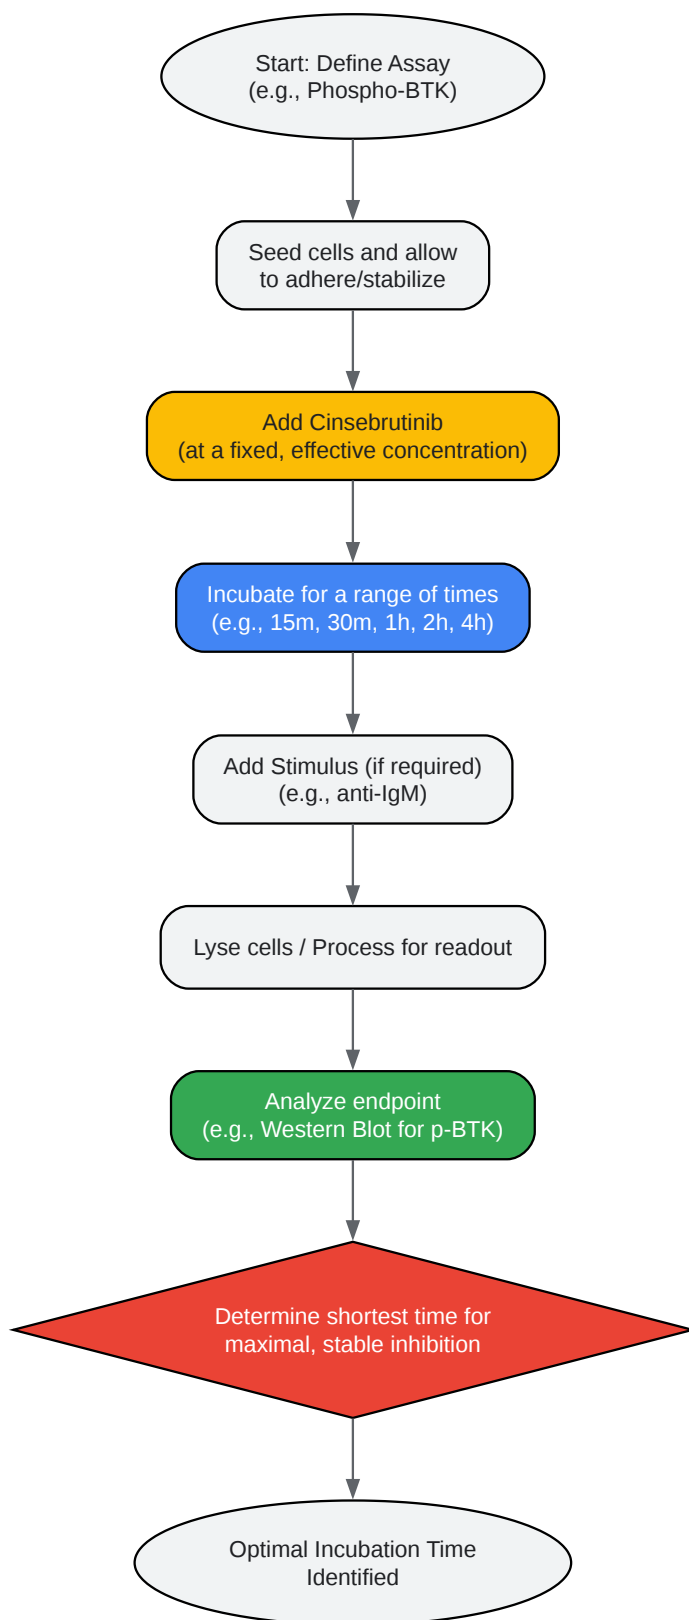 Start: Define Assay
(e.g., Phospho-BTK)
Seed cells and allow
to adhere/stabilize
Add Cinsebrutinib
(at a fixed, effective concentration)
Incubate for a range of times
(e.g., 15m, 30m, 1h, 2h, 4h)
Add Stimulus (if required)
(e.g., anti-IgM)
Lyse cells / Process for readout
Analyze endpoint
(e.g., Western Blot for p-BTK)
Determine shortest time for
maximal, stable inhibition
Optimal Incubation Time
Identified